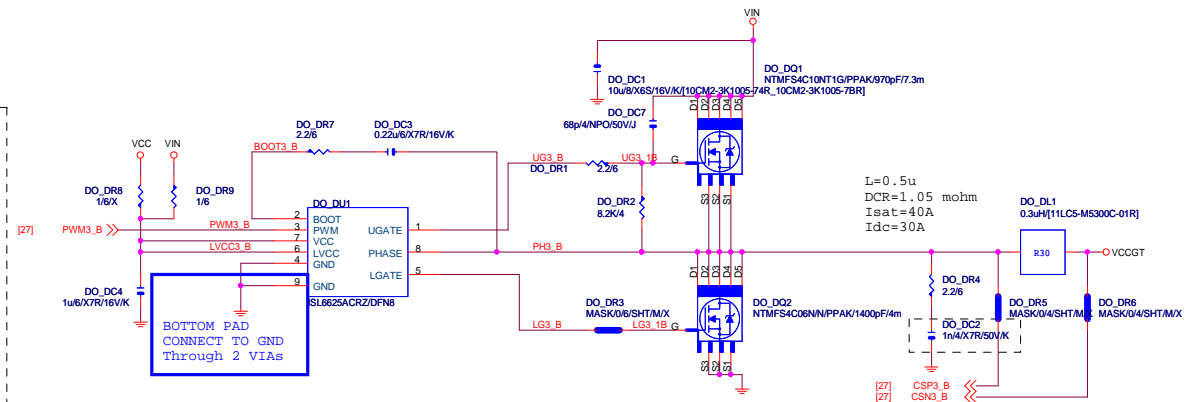 VIN
DO_DC1
10u/8/X6S/16V/K/[10CM2-3K1005-74R_10CM2-3K1005-7BR]
DO_DQ1
NTMFS4C10NT1G/PPAK/970pF/7.3m
D1
D2
D3
D4
D5
DO_DC7
68p/4/NPO/50V/J
DO_DR7
2.2/6
DO_DC3
0.22u/6/X7R/16V/K
BOOT3_B
VCC
VIN
DO_DR8
1/6/X
DO_DR9
1/6
UG3_B
DO_DR1
2.2/6
UG3_1B
G
S3
S2
S1
DO_DR2
8.2K/4
L=0.5u
DCR=1.05 mohm
Isat=40A
Idc=30A
DO_DL1
0.3uH/[11LC5-M5300C-01R]
R30
VCCGT
DO_DU1
2
BOOT
3
PWM
7
VCC
6
LVCC
4
GND
9
GND
UGATE
1
PHASE
8
LGATE
5
ISL6625ACRZ/DFN8
[27]
PWM3_B
PWM3_B
LVCC3_B
PH3_B
DO_DC4
1u/6/X7R/16V/K
BOTTOM PAD
CONNECT TO GND
Through 2 VIAs
D1
D2
D3
D4
D5
DO_DR3
MASK/0/6/SHT/M/X
LG3_B
LG3_1B
G
DO_DQ2
NTMFS4C06N/N/PPAK/1400pF/4m
S3
S2
S1
DO_DR4
2.2/6
DO_DC2
1n/4/X7R/50V/K
DO_DR5
MASK/0/4/SHT/M/X
DO_DR6
MASK/0/4/SHT/M/X
[27]
CSP3_B
[27]
CSN3_B